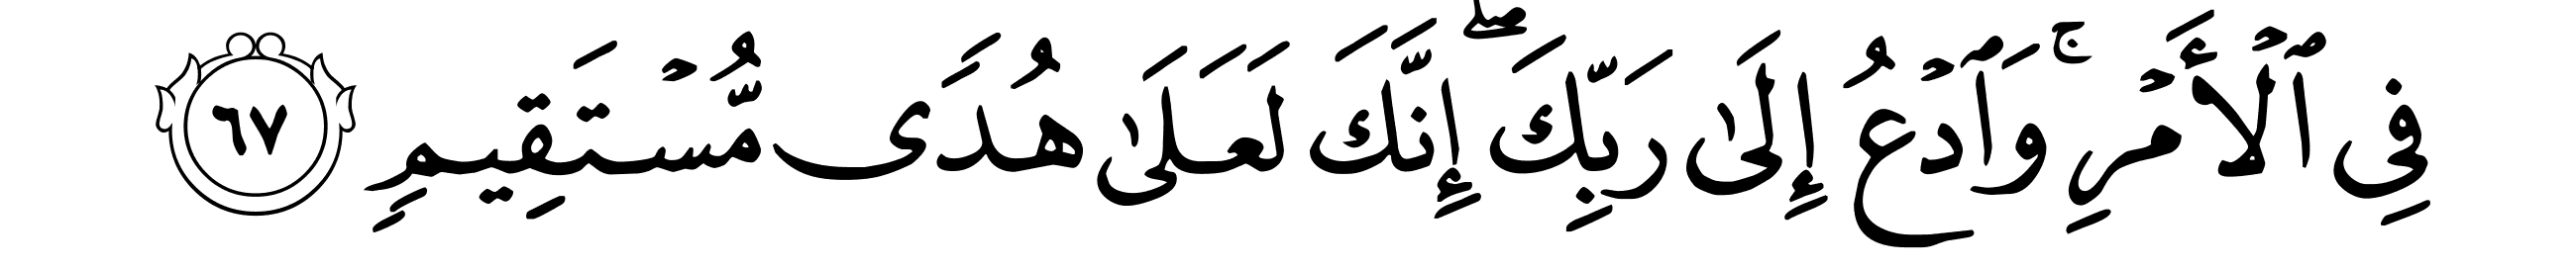 فِى ٱلْأَمْرِ ۚ وَٱدْعُ إِلَىٰ رَبِّكَ ۖ إِنَّكَ لَعَلَىٰ هُدًى مُّسْتَقِيمٍ ٦٧